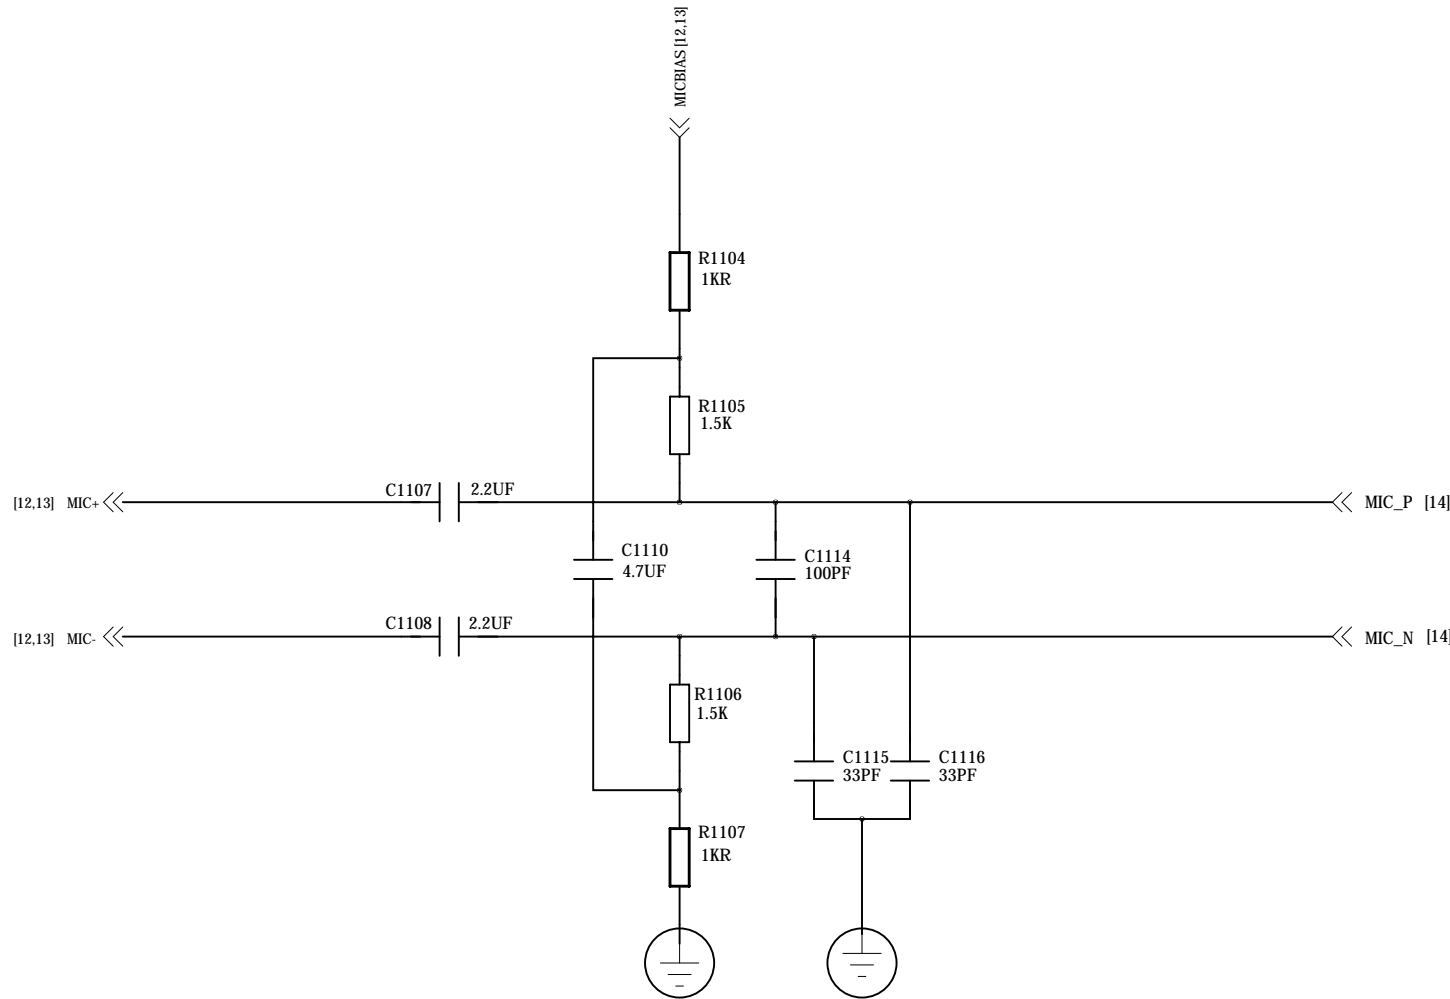 MICBIAS [12,13]
R1104
1KR
R1105
1.5K
C1107 2.2UF
[12,13] MIC+
MIC_P [14]
C1110
4.7UF
C1114
100PF
C1108 2.2UF
[12,13] MIC-
MIC_N [14]
R1106
1.5K
C1115 C1116
33PF 33PF
R1107
1KR